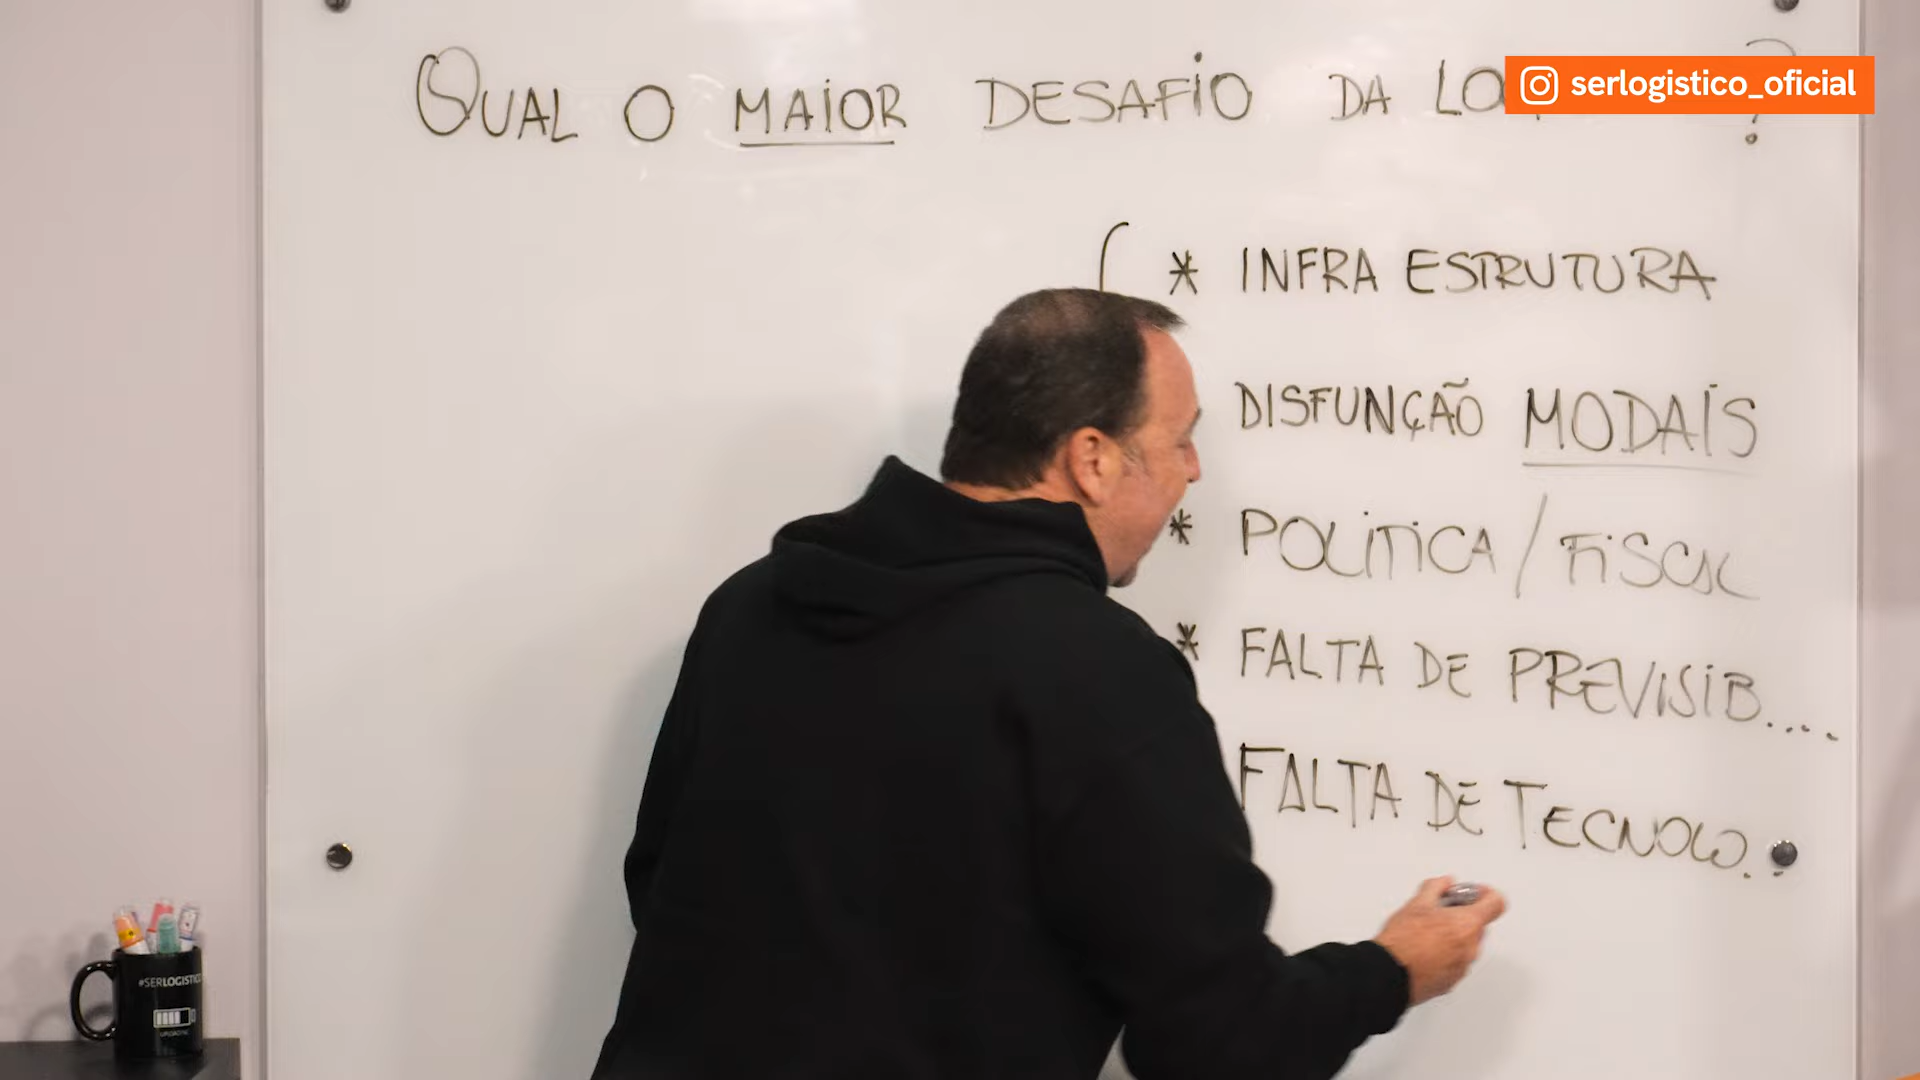 QUAL O MAIOR DESAFIO DA LO ?
serlogistico_oficial
* INFRA ESTRUTURA
DISFUNÇÃO MODAIS
* POLITICA / FISCAL
* FALTA DE PREVISIB....
FALTA DE TECNOLO..
#SERLOGISTICO